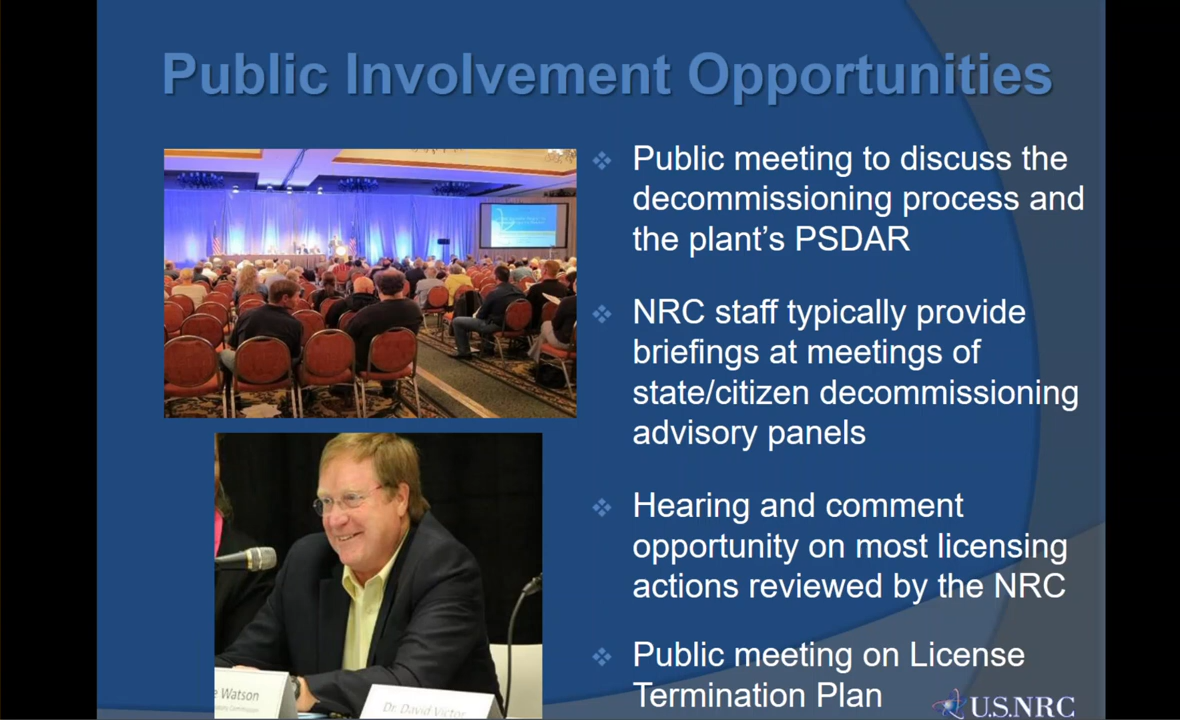 Public Involvement Opportunities
Public meeting to discuss the
decommissioning process and
the plant's PSDAR
NRC staff typically provide
briefings at meetings of
state/citizen decommissioning
advisory panels
Hearing and comment
opportunity on most licensing
actions reviewed by the NRC
Public meeting on License
Termination Plan
e Watson
Dr. David Victor
U.S.NRC